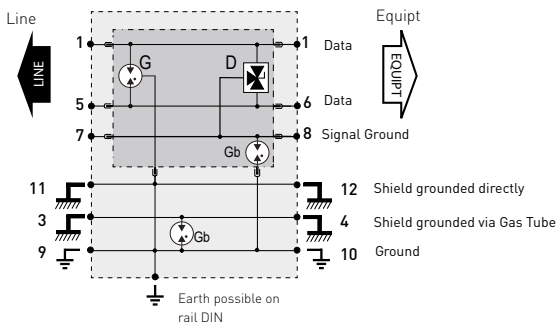 Line
Equipt
LINE
EQUIPT
1
G
D
1
Data
5
6
Data
7
8
Signal Ground
Gb
11
12
Shield grounded directly
3
4
Shield grounded via Gas Tube
Gb
9
10
Ground
Earth possible on
rail DIN